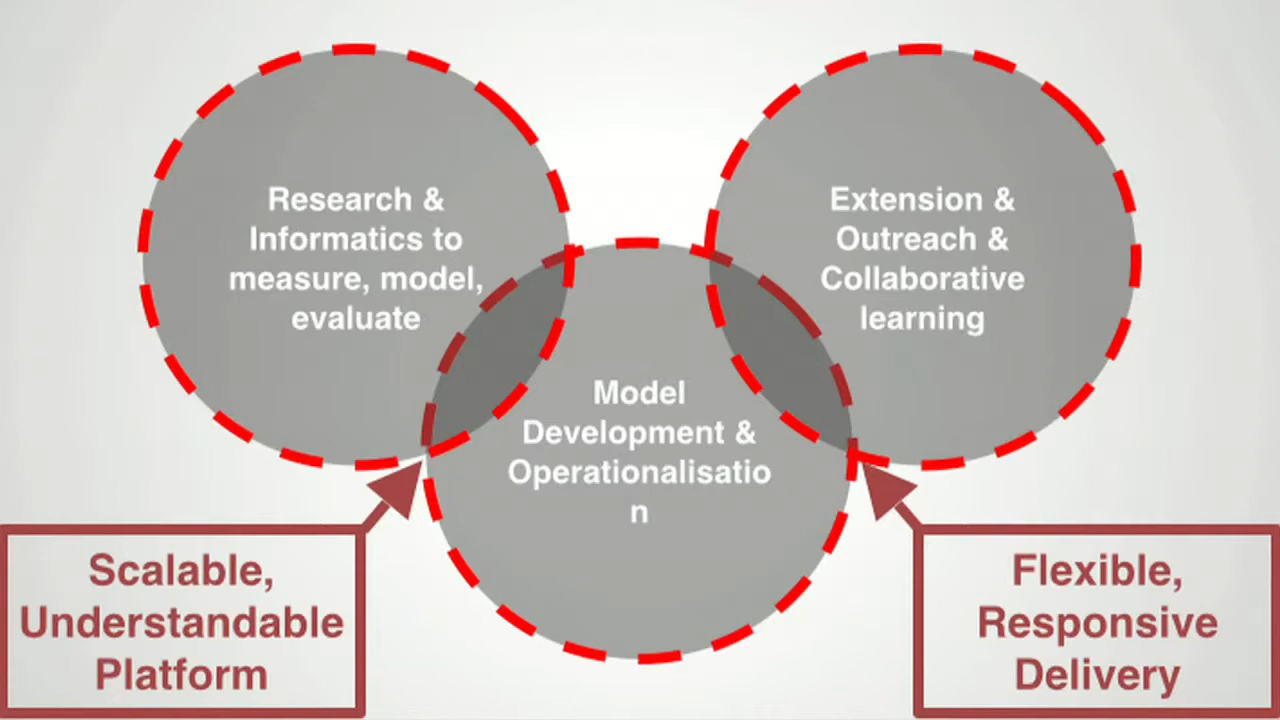 Research &
Informatics to
measure, model,
evaluate
Extension &
Outreach &
Collaborative
learning
Model
Development &
Operationalisatio
n
Scalable,
Understandable
Platform
Flexible,
Responsive
Delivery